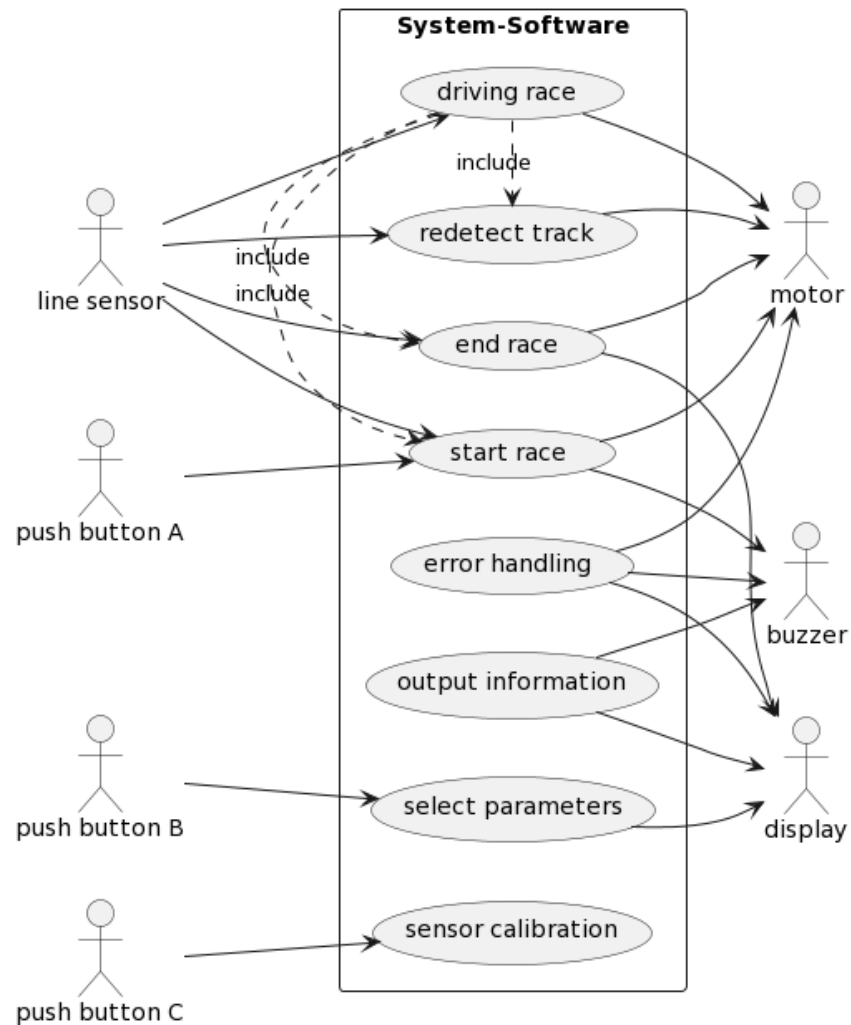 System-Software
driving race
include
redetect track
include
line sensor
include
motor
end race
start race
push button A
error handling
buzzer
output information
select parameters
push button B
display
sensor calibration
push button C